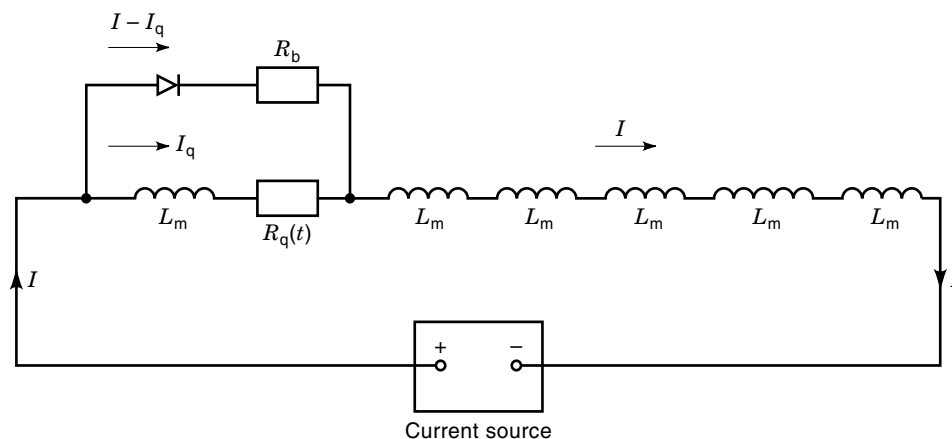 I – I_q
R_b
I_q
I
L_m
R_q(t)
L_m
L_m
L_m
L_m
L_m
I
I
+
–
Current source